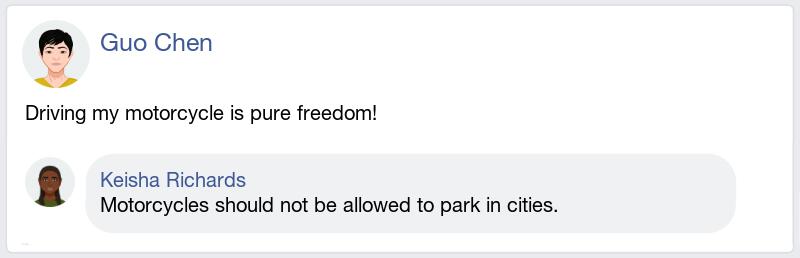 Guo Chen
Driving my motorcycle is pure freedom!
Keisha Richards
Motorcycles should not be allowed to park in cities.